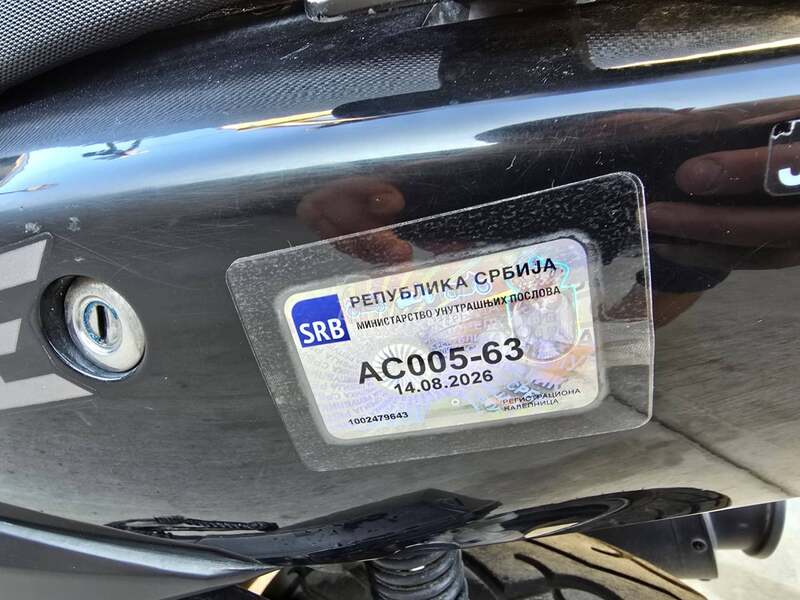 РЕПУБЛИКА СРБИЈА
SRB
МИНИСТАРСТВО УНУТРАШЊИХ ПОСЛОВА
AC005-63
14.08.2026
1002479643
РЕГИСТРАЦИОНА
НАЛЕПНИЦА